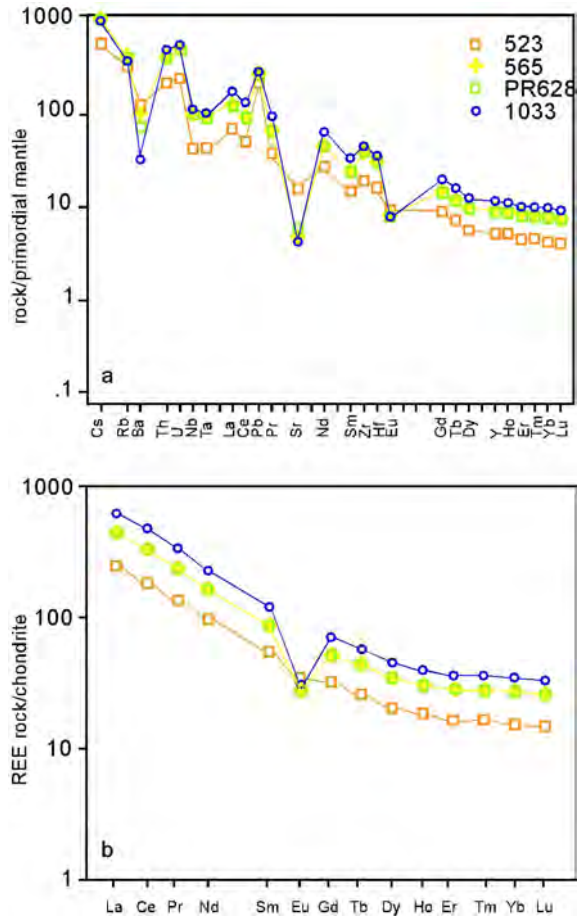 1000
100
10
1
.1
rock/primordial mantle
523
565
PR628
1033
a
Cs Rb Ba Th U Nb Ta La Ce Pb Pr Sr Nd Sm Zr Hf Eu Gd Tb Dy Y Ho Er Tm Yb Lu
1000
100
10
1
REE rock/chondrite
b
La Ce Pr Nd Sm Eu Gd Tb Dy Ho Er Tm Yb Lu